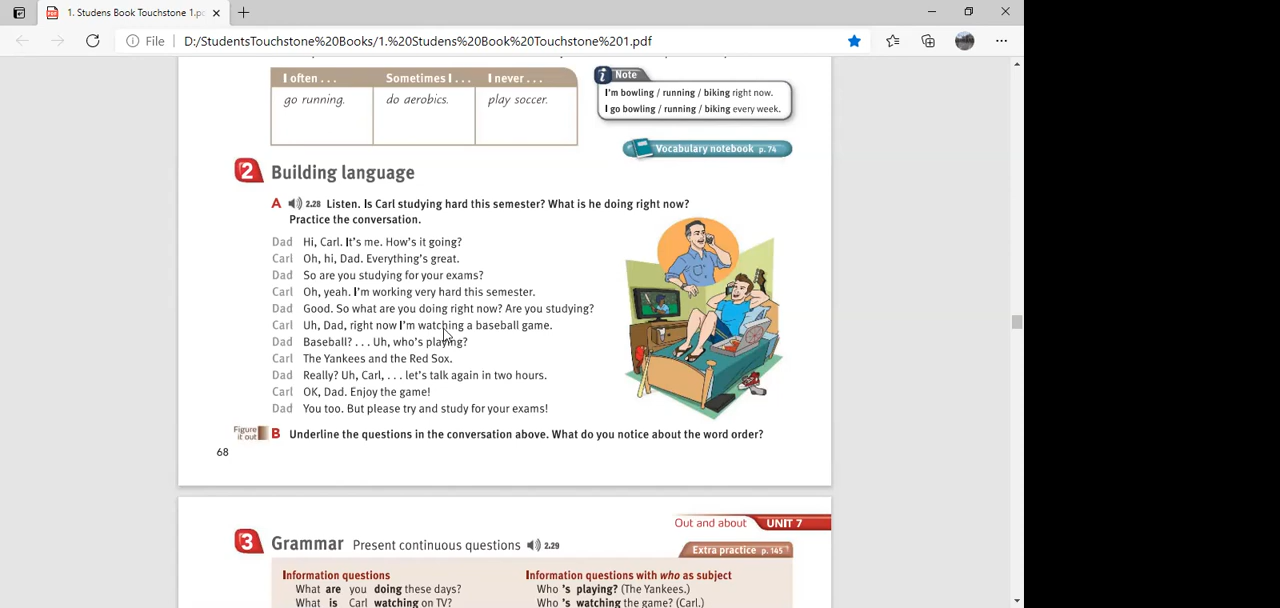 1. Studens Book Touchstone 1.pc
File D:/StudentsTouchstone%20Books/1.%20Studens%20Book%20Touchstone%201.pdf
I often . . . Sometimes I . . . I never . . .
go running. do aerobics. play soccer.
i Note
I'm bowling / running / biking right now.
I go bowling / running / biking every week.
Vocabulary notebook p. 74
2 Building language
A 2.28 Listen. Is Carl studying hard this semester? What is he doing right now?
Practice the conversation.
Dad Hi, Carl. It's me. How's it going?
Carl Oh, hi, Dad. Everything's great.
Dad So are you studying for your exams?
Carl Oh, yeah. I'm working very hard this semester.
Dad Good. So what are you doing right now? Are you studying?
Carl Uh, Dad, right now I'm watching a baseball game.
Dad Baseball? . . . Uh, who's playing?
Carl The Yankees and the Red Sox.
Dad Really? Uh, Carl, . . . let's talk again in two hours.
Carl OK, Dad. Enjoy the game!
Dad You too. But please try and study for your exams!
Figure
it out
B Underline the questions in the conversation above. What do you notice about the word order?
68
Out and about UNIT 7
3 Grammar Present continuous questions 2.29
Extra practice p. 145
Information questions
What are you doing these days?
What is Carl watching on TV?
Information questions with who as subject
Who 's playing? (The Yankees.)
Who 's watching the game? (Carl.)